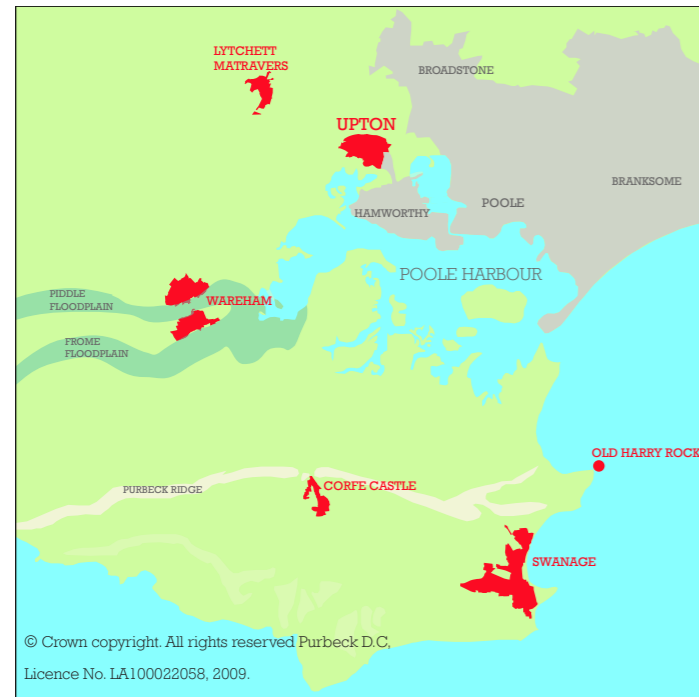 LYTCHETT
MATRAVERS
BROADSTONE
UPTON
BRANKSOME
POOLE
HAMWORTHY
POOLE HARBOUR
PIDDLE
FLOODPLAIN
WAREHAM
FROME
FLOODPLAIN
OLD HARRY ROCK
CORFE CASTLE
PURBECK RIDGE
SWANAGE
© Crown copyright. All rights reserved Purbeck D.C,
Licence No. LA100022058, 2009.